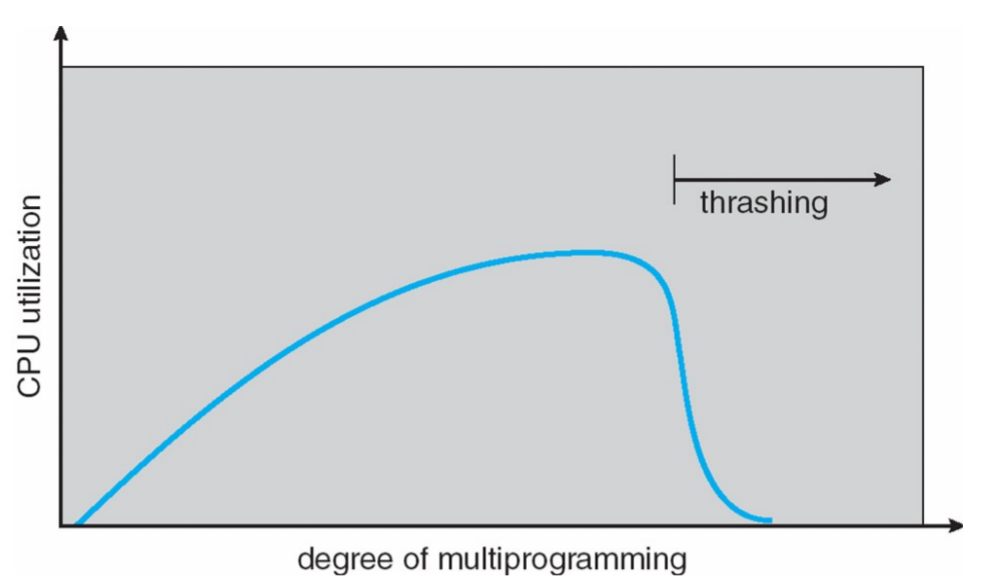 thrashing
CPU utilization
degree of multiprogramming